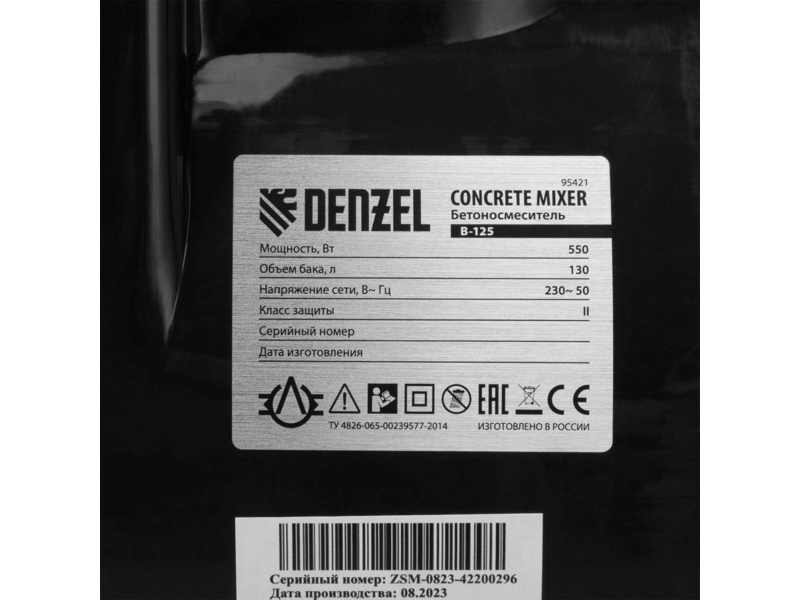 95421
DENZEL CONCRETE MIXER
Бетоносмеситель
B-125
Мощность, Вт 550
Объем бака, л 130
Напряжение сети, В~ Гц 230~ 50
Класс защиты II
Серийный номер
Дата изготовления
EAC CE
ТУ 4826-065-00239577-2014 ИЗГОТОВЛЕНО В РОССИИ
Серийный номер: ZSM-0823-42200296
Дата производства: 08.2023